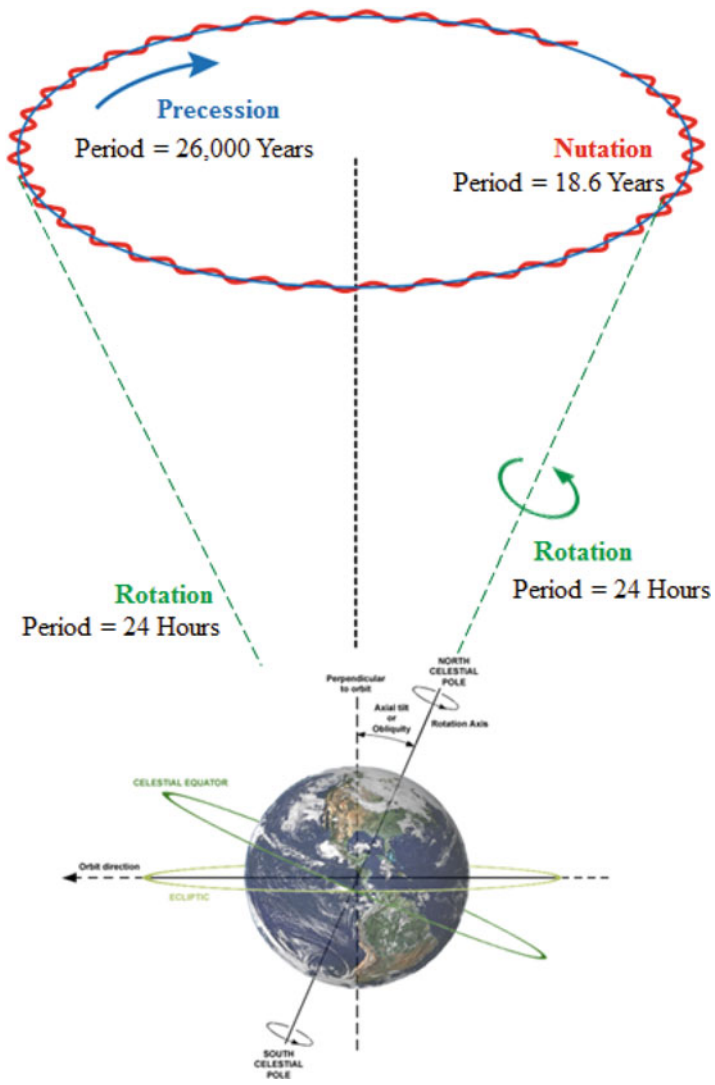 Precession
Period = 26,000 Years
Nutation
Period = 18.6 Years
Rotation
Period = 24 Hours
Rotation
Period = 24 Hours
NORTH
CELESTIAL
POLE
Perpendicular
to orbit
Axial tilt
or
Obliquity
Rotation Axis
CELESTIAL EQUATOR
Orbit direction
ECLIPTIC
SOUTH
CELESTIAL
POLE